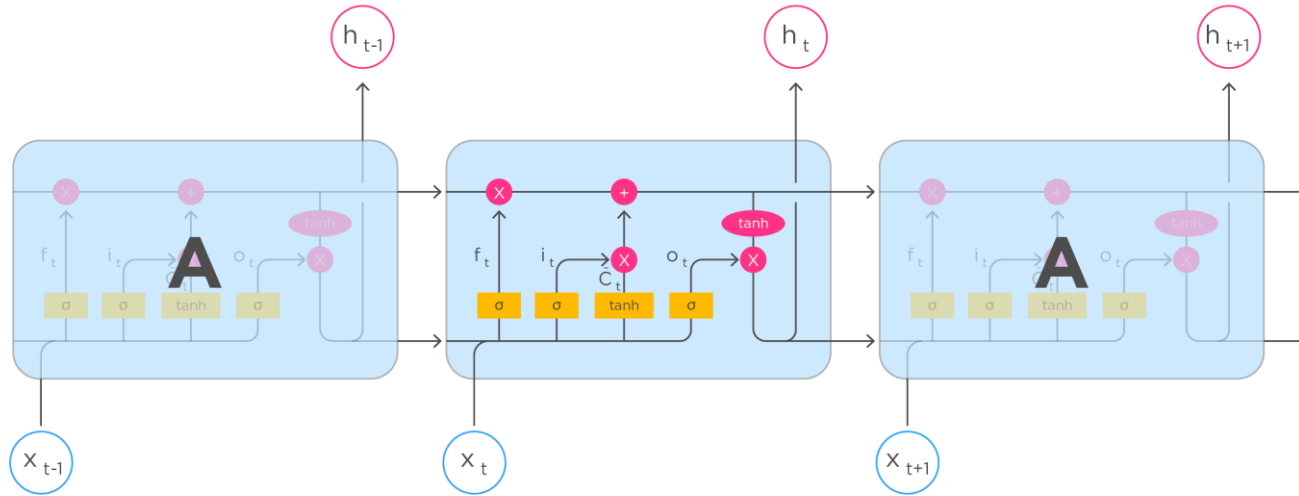 h t-1 h t h t+1
X + X + X +
tanh tanh tanh
f t i t A o t X f t i t X o t X f t i t A o t X
C̃ t C̃ t C̃ t
σ σ tanh σ σ σ tanh σ σ σ tanh σ
x t-1 x t x t+1